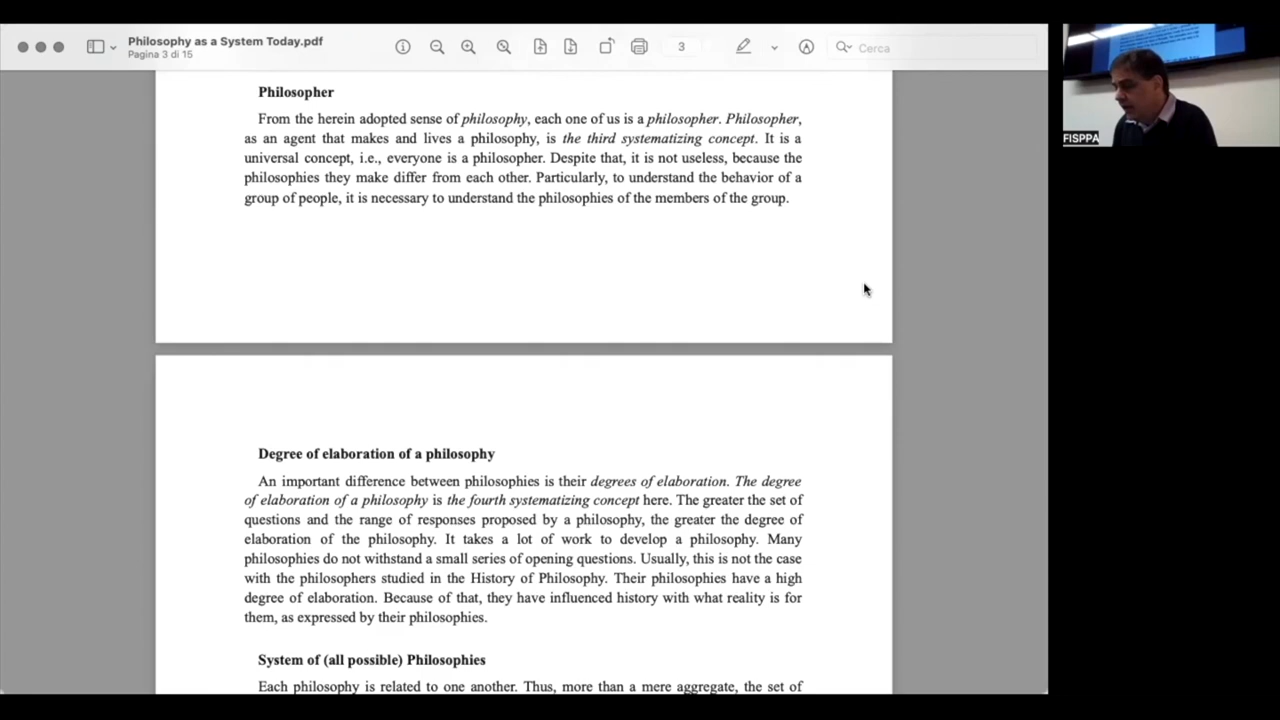 Philosophy as a System Today.pdf
Pagina 3 di 15
3
Cerca
FISPPA
Philosopher
From the herein adopted sense of philosophy, each one of us is a philosopher. Philosopher,
as an agent that makes and lives a philosophy, is the third systematizing concept. It is a
universal concept, i.e., everyone is a philosopher. Despite that, it is not useless, because the
philosophies they make differ from each other. Particularly, to understand the behavior of a
group of people, it is necessary to understand the philosophies of the members of the group.
Degree of elaboration of a philosophy
An important difference between philosophies is their degrees of elaboration. The degree
of elaboration of a philosophy is the fourth systematizing concept here. The greater the set of
questions and the range of responses proposed by a philosophy, the greater the degree of
elaboration of the philosophy. It takes a lot of work to develop a philosophy. Many
philosophies do not withstand a small series of opening questions. Usually, this is not the case
with the philosophers studied in the History of Philosophy. Their philosophies have a high
degree of elaboration. Because of that, they have influenced history with what reality is for
them, as expressed by their philosophies.
System of (all possible) Philosophies
Each philosophy is related to one another. Thus, more than a mere aggregate, the set of